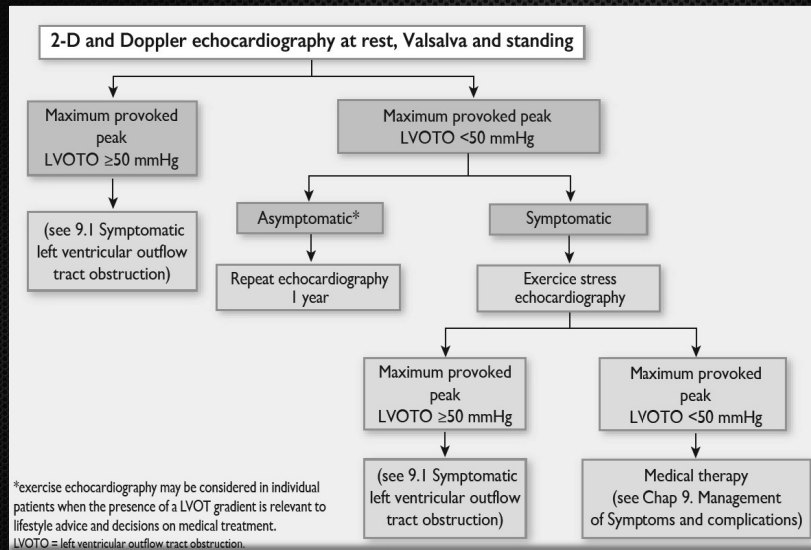 2-D and Doppler echocardiography at rest, Valsalva and standing
Maximum provoked
peak
LVOTO ≥50 mmHg
Maximum provoked peak
LVOTO <50 mmHg
(see 9.1 Symptomatic
left ventricular outflow
tract obstruction)
Asymptomatic*
Symptomatic
Repeat echocardiography
1 year
Exercice stress
echocardiography
Maximum provoked
peak
LVOTO ≥50 mmHg
Maximum provoked
peak
LVOTO <50 mmHg
(see 9.1 Symptomatic
left ventricular outflow
tract obstruction)
Medical therapy
(see Chap 9. Management
of Symptoms and complications)
*exercise echocardiography may be considered in individual
patients when the presence of a LVOT gradient is relevant to
lifestyle advice and decisions on medical treatment.
LVOTO = left ventricular outflow tract obstruction.